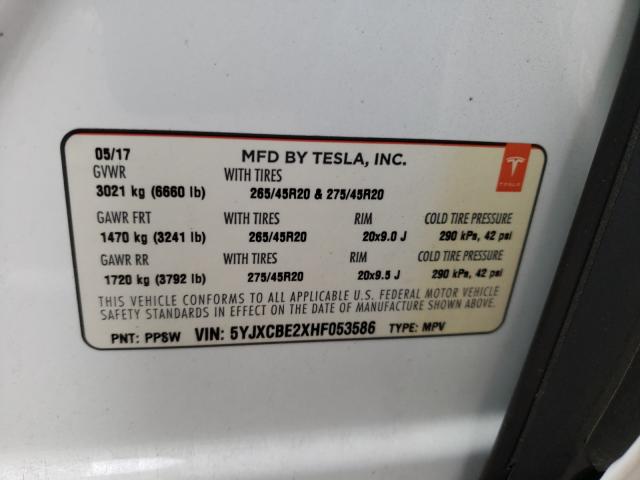 05/17 MFD BY TESLA, INC.
GVWR WITH TIRES
3021 kg (6660 lb) 265/45R20 & 275/45R20
GAWR FRT WITH TIRES RIM COLD TIRE PRESSURE
1470 kg (3241 lb) 265/45R20 20x9.0 J 290 kPa, 42 psi
GAWR RR WITH TIRES RIM COLD TIRE PRESSURE
1720 kg (3792 lb) 275/45R20 20x9.5 J 290 kPa, 42 psi
THIS VEHICLE CONFORMS TO ALL APPLICABLE U.S. FEDERAL MOTOR VEHICLE
SAFETY STANDARDS IN EFFECT ON THE DATE OF MANUFACTURE SHOWN ABOVE.
PNT: PPSW VIN: 5YJXCBE2XHF053586 TYPE: MPV
TESLA